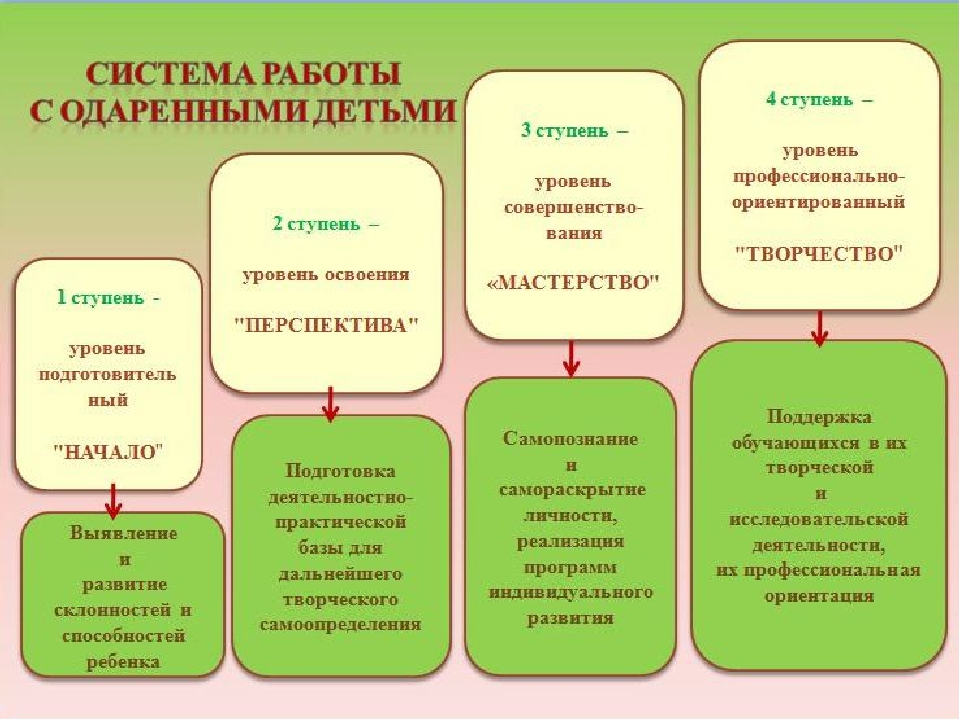 СИСТЕМА РАБОТЫ
С ОДАРЕННЫМИ ДЕТЬМИ
1 ступень -
уровень
подготовитель
ный
"НАЧАЛО"
Выявление
и
развитие
склонностей и
способностей
ребенка
2 ступень –
уровень освоения
"ПЕРСПЕКТИВА"
Подготовка
деятельностно-
практической
базы для
дальнейшего
творческого
самоопределения
3 ступень –
уровень
совершенство-
вания
«МАСТЕРСТВО"
Самопознание
и
самораскрытие
личности,
реализация
программ
индивидуального
развития
4 ступень –
уровень
профессионально-
ориентированный
"ТВОРЧЕСТВО"
Поддержка
обучающихся в их
творческой
и
исследовательской
деятельности,
их профессиональная
ориентация